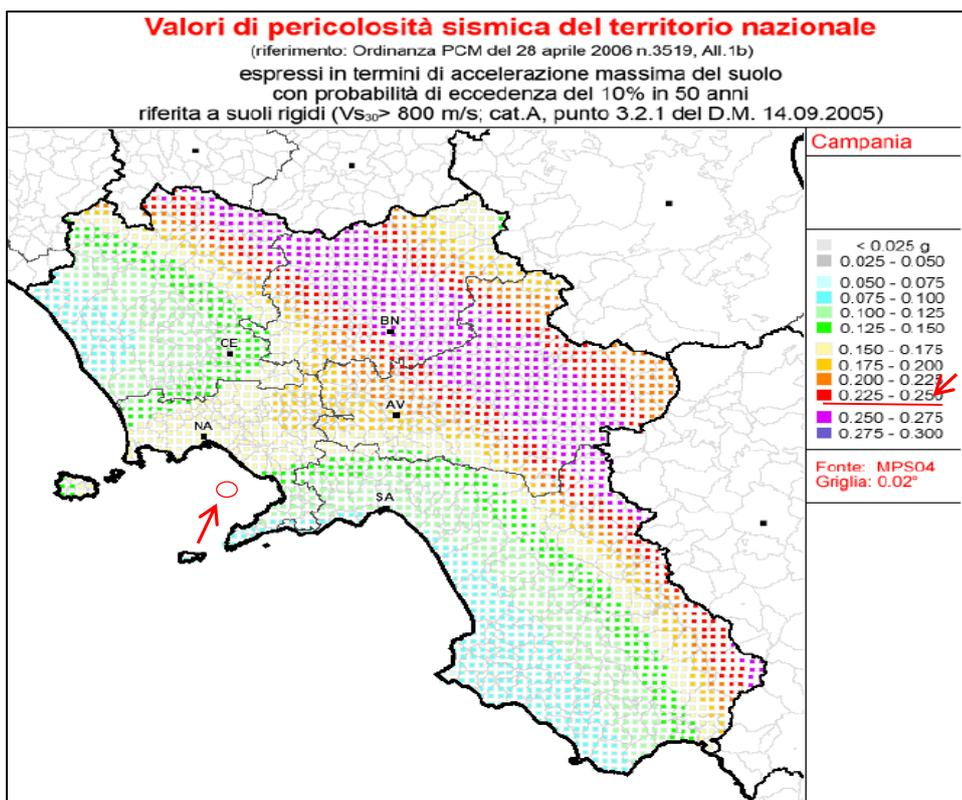 Valori di pericolosità sismica del territorio nazionale
(riferimento: Ordinanza PCM del 28 aprile 2006 n.3519, All.1b)
espressi in termini di accelerazione massima del suolo
con probabilità di eccedenza del 10% in 50 anni
riferita a suoli rigidi (Vs₃₀> 800 m/s; cat.A, punto 3.2.1 del D.M. 14.09.2005)
Campania
< 0.025 g
0.025 - 0.050
0.050 - 0.075
0.075 - 0.100
0.100 - 0.125
0.125 - 0.150
0.150 - 0.175
0.175 - 0.200
0.200 - 0.225
0.225 - 0.250
0.250 - 0.275
0.275 - 0.300
Fonte: MPS04
Griglia: 0.02°
BN
CE
AV
NA
SA